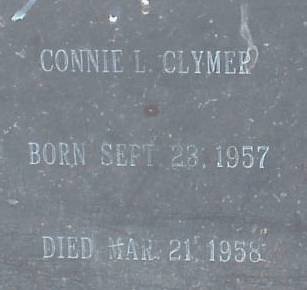 CONNIE L. CLYMER
BORN SEPT. 23, 1957
DIED MAR. 21, 1958